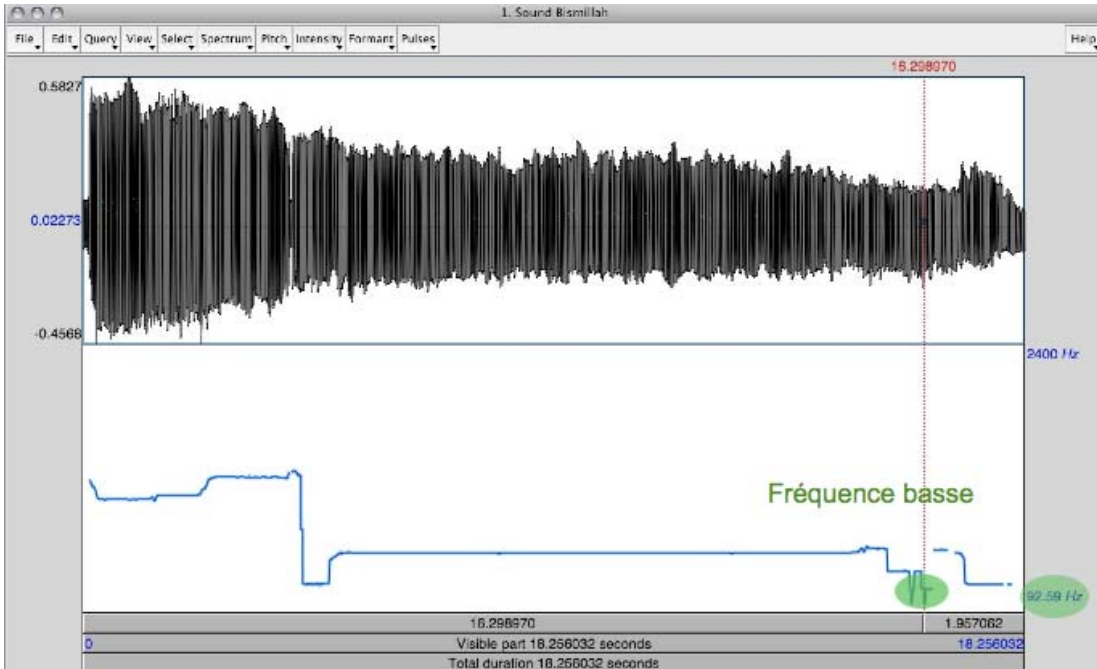 1. Sound Bismillah
File Edit Query View Select Spectrum Pitch Intensity Formant Pulses Help
16.298970
0.5827
0.02273
-0.4568
2400 Hz
Fréquence basse
92.59 Hz
16.298970 1.957062
0 Visible part 18.256032 seconds 18.256032
Total duration 18.256032 seconds